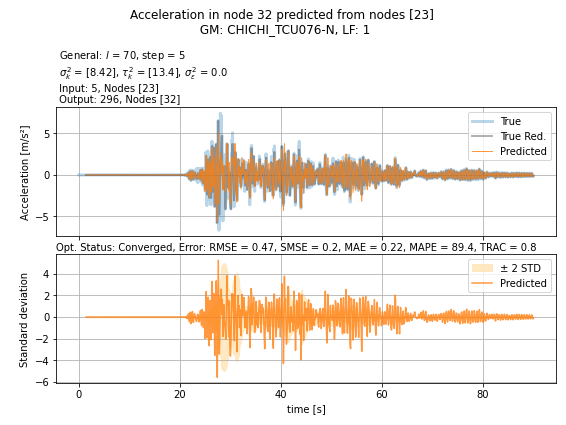 Acceleration in node 32 predicted from nodes [23]
GM: CHICHI_TCU076-N, LF: 1
General: l = 70, step = 5
σ²ₖ = [8.42], τ²ₖ = [13.4], σ²ε = 0.0
Input: 5, Nodes [23]
Output: 296, Nodes [32]
True
True Red.
Predicted
Acceleration [m/s²]
5
0
−5
Opt. Status: Converged, Error: RMSE = 0.47, SMSE = 0.2, MAE = 0.22, MAPE = 89.4, TRAC = 0.8
± 2 STD
Predicted
Standard deviation
4
2
0
−2
−4
−6
0 20 40 60 80
time [s]